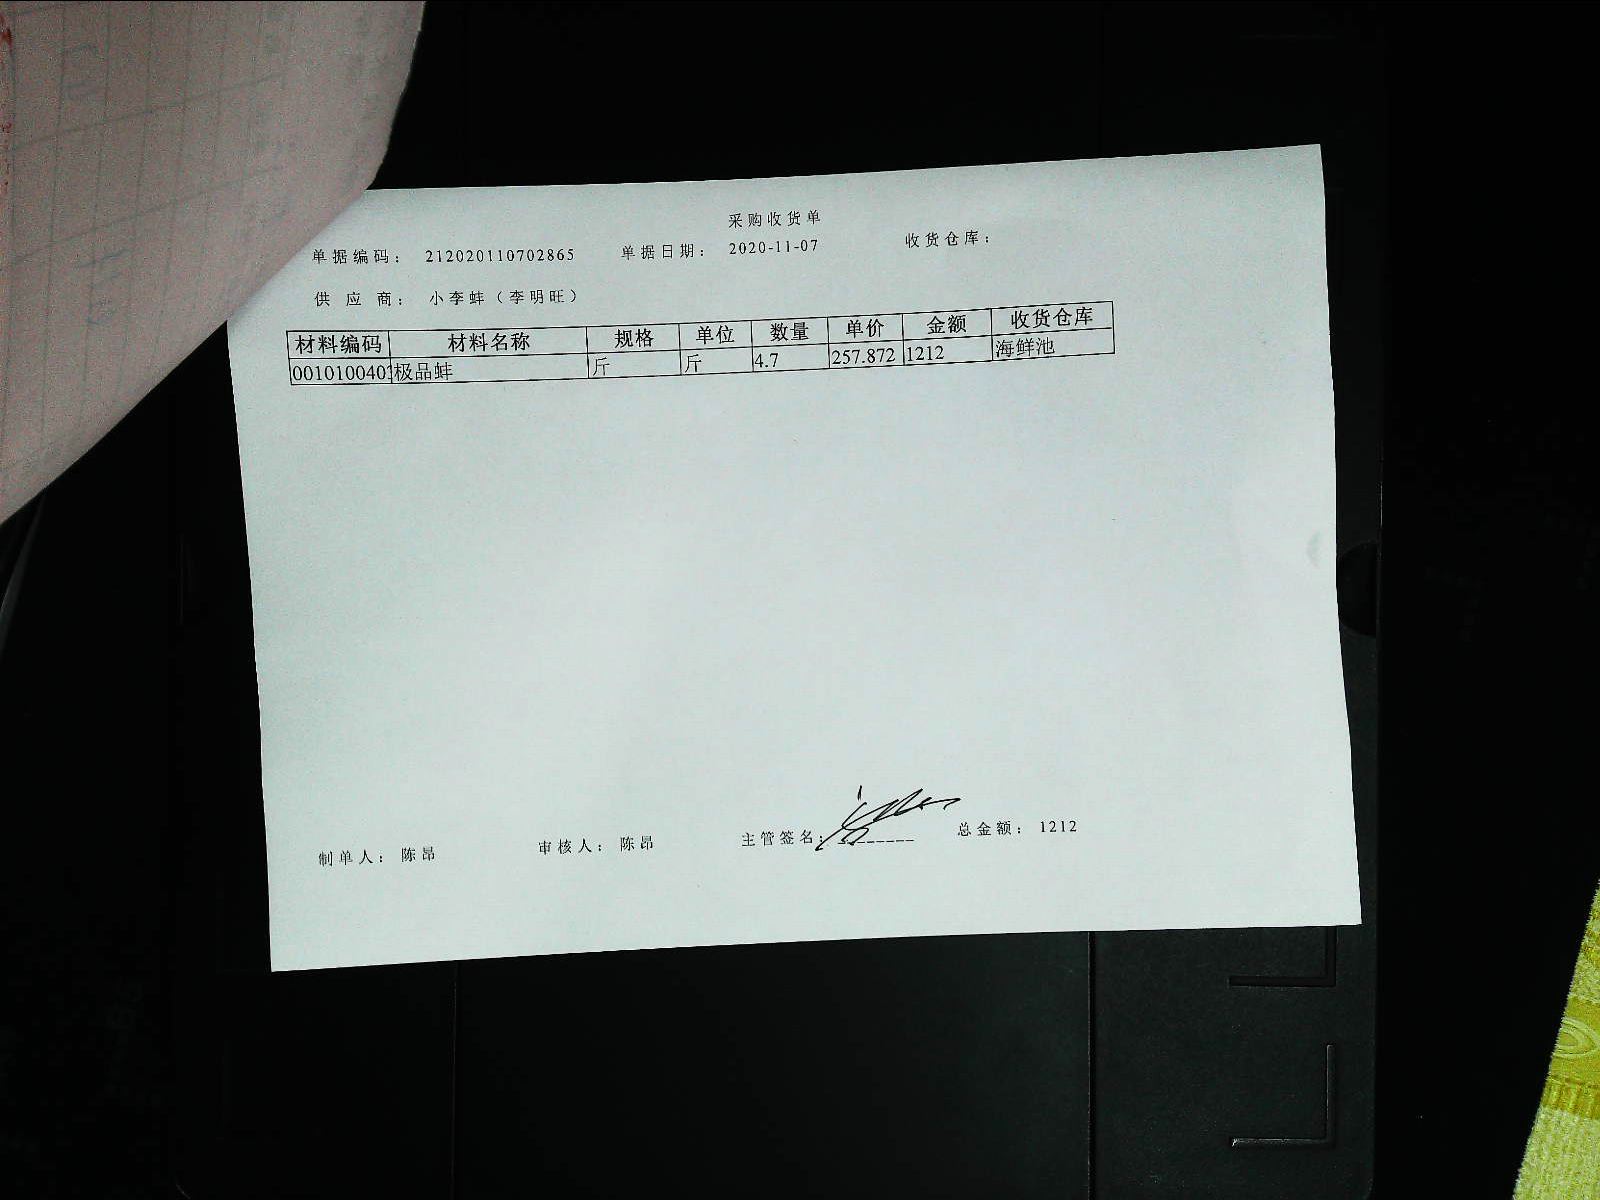 采购收货单
单据编码： 212020110702865 单据日期： 2020-11-07 收货仓库：
供 应 商： 小李蚌（李明旺）
材料编码 材料名称 规格 单位 数量 单价 金额 收货仓库
001010040 极品蚌 斤 斤 4.7 257.872 1212 海鲜池
制单人： 陈昂 审核人： 陈昂 主管签名： 总金额： 1212